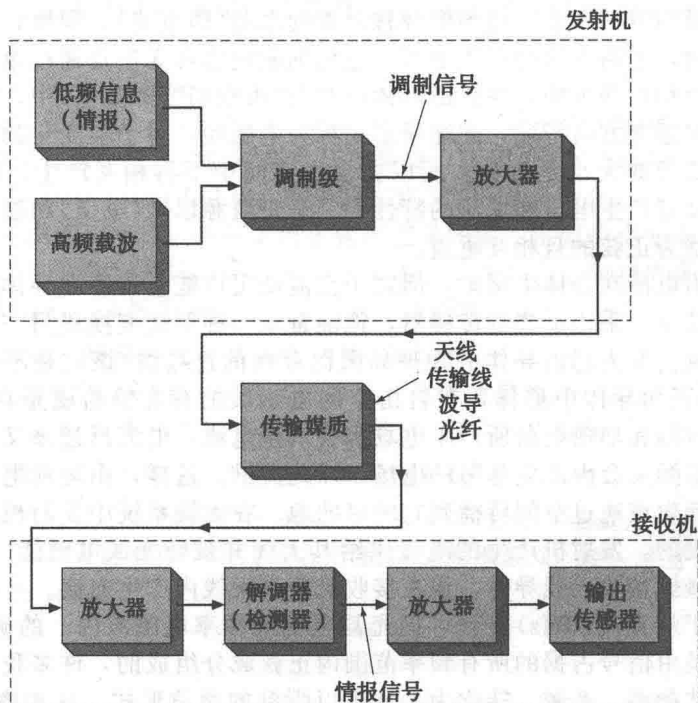 发射机
低频信息
(情报)
调制信号
调制级
放大器
高频载波
天线
传输线
波导
光纤
传输媒质
接收机
放大器
解调器
(检测器)
放大器
输出
传感器
情报信号